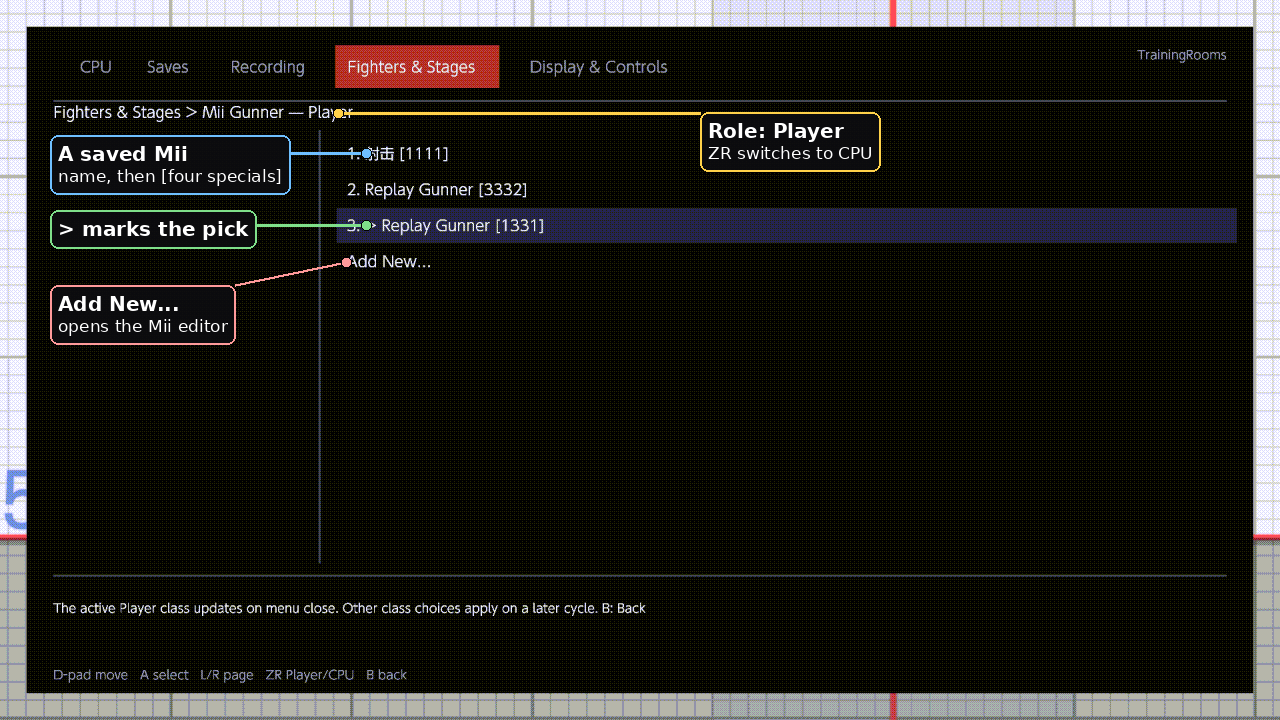 CPU Saves Recording Fighters & Stages Display & Controls TrainingRooms
Fighters & Stages > Mii Gunner — Player
Role: Player
ZR switches to CPU
A saved Mii
name, then [four specials]
1. 射击 [1111]
2. Replay Gunner [3332]
> marks the pick
3. > Replay Gunner [1331]
Add New...
Add New...
opens the Mii editor
5
The active Player class updates on menu close. Other class choices apply on a later cycle. B: Back
D-pad move A select L/R page ZR Player/CPU B back